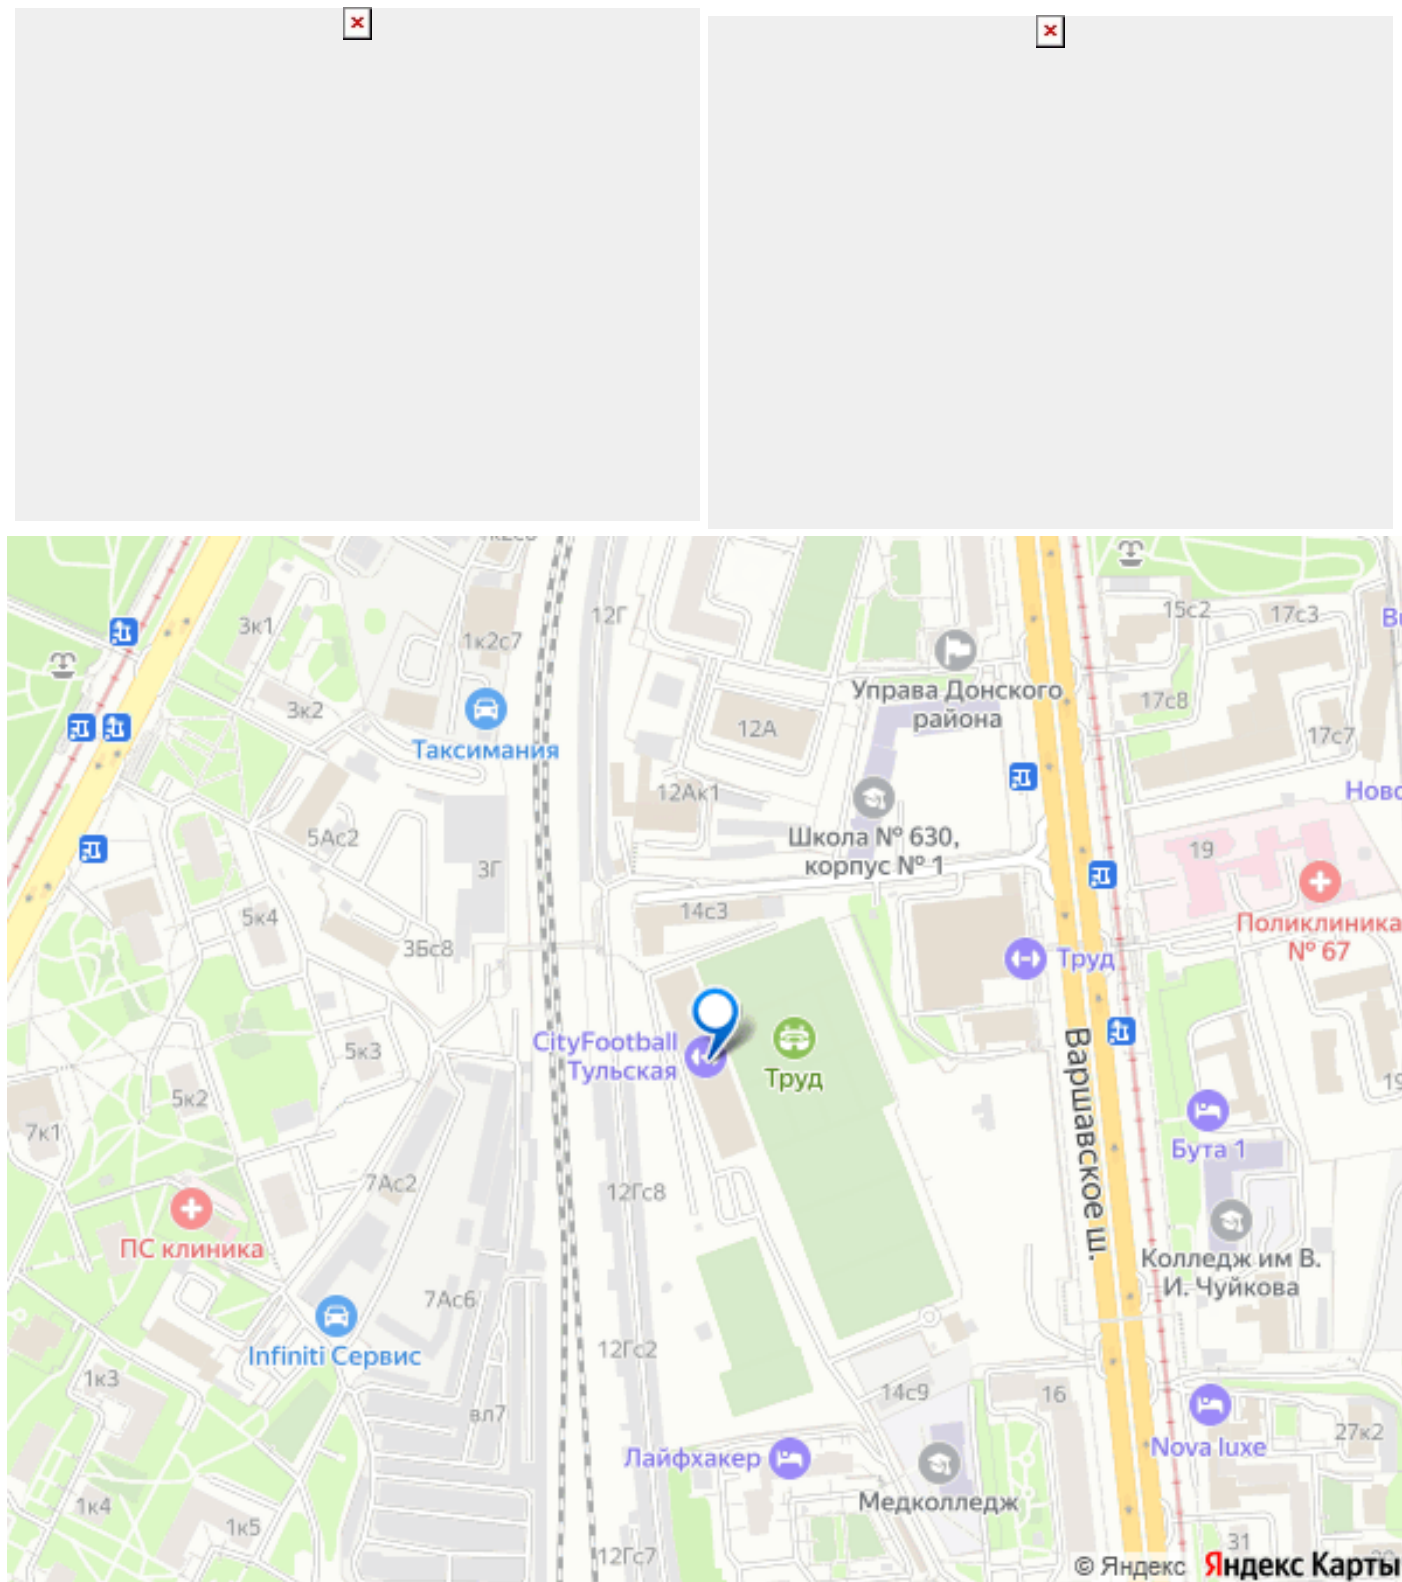 12Г
15с2
17с3
3к1
1к2с7
Управа Донского
района
3к2
17с8
12А
17с7
Таксимания
12Ак1
5Ас2
Школа № 630,
корпус № 1
19
3Г
5к4
14с3
3Бс8
Поликлиника
№ 67
Труд
CityFootball
Тульская
5к3
Труд
Варшавское ш.
5к2
7к1
Бута 1
7Ас2
12Гс8
ПС клиника
Колледж им В.
И. Чуйкова
7Ас6
Infiniti Сервис
12Гс2
1к3
14с9
16
вл7
27к2
Nova luxe
Лайфхакер
Медколледж
1к4
1к5
31
12Гс7
© Яндекс Яндекс Карты